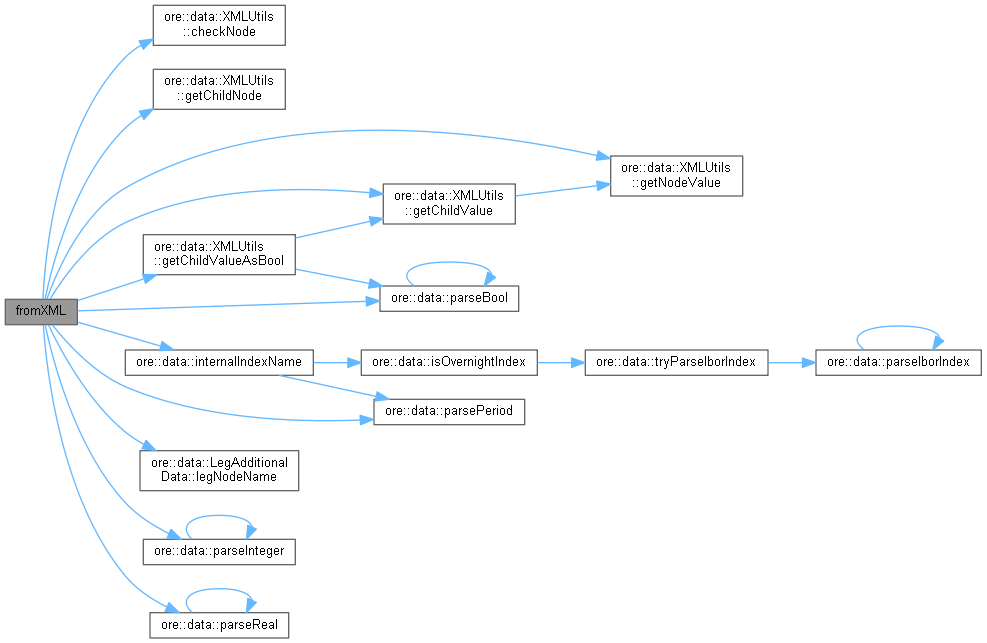 ore::data::XMLUtils
::checkNode
ore::data::XMLUtils
::getChildNode
ore::data::XMLUtils
::getNodeValue
ore::data::XMLUtils
::getChildValue
ore::data::XMLUtils
::getChildValueAsBool
ore::data::parseBool
fromXML
ore::data::internalIndexName
ore::data::isOvernightIndex
ore::data::tryParseIborIndex
ore::data::parseIborIndex
ore::data::parsePeriod
ore::data::LegAdditional
Data::legNodeName
ore::data::parseInteger
ore::data::parseReal